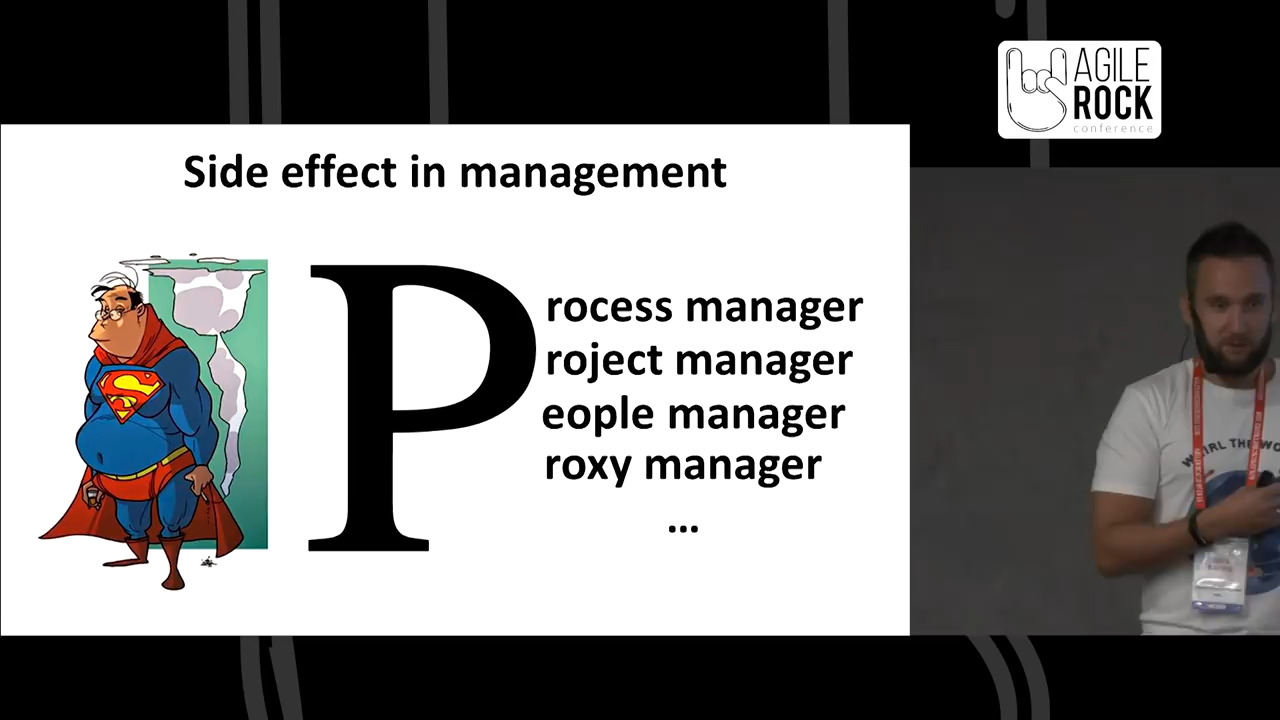 AGILE
ROCK
conference
Side effect in management
P
rocess manager
roject manager
eople manager
roxy manager
...